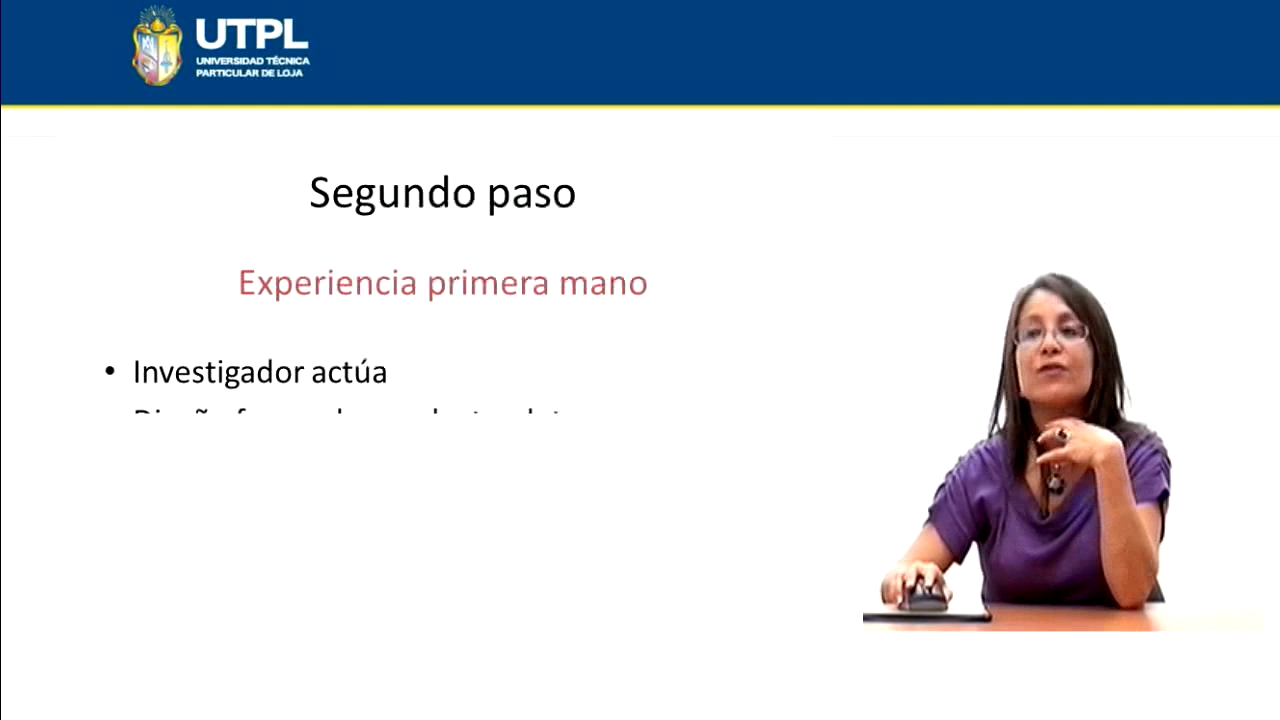 UTPL
UNIVERSIDAD TÉCNICA
PARTICULAR DE LOJA
Segundo paso
Experiencia primera mano
• Investigador actúa